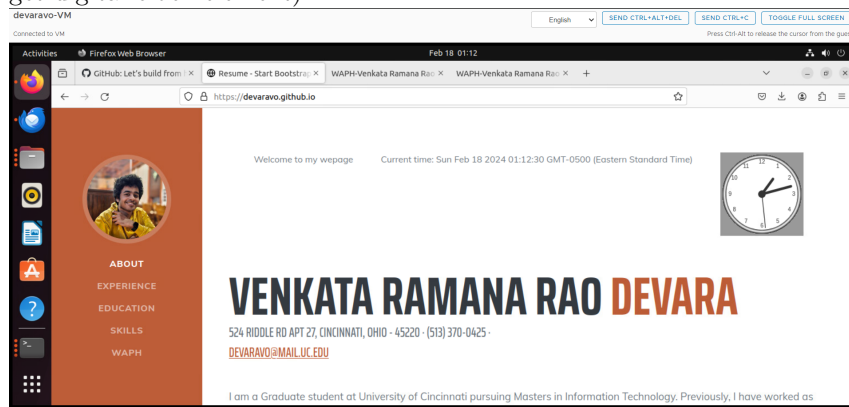 devaravo-VM
English
SEND CTRL+ALT+DEL
SEND CTRL+C
TOGGLE FULL SCREEN
Connected to VM
Press Ctrl-Alt to release the cursor from the gues
Activities
Firefox Web Browser
Feb 18 01:12
GitHub: Let's build from
Resume - Start Bootstrap
WAPH-Venkata Ramana Rao
WAPH-Venkata Ramana Rao
https://devaravo.github.io
Welcome to my wepage
Current time: Sun Feb 18 2024 01:12:30 GMT-0500 (Eastern Standard Time)
ABOUT
EXPERIENCE
EDUCATION
SKILLS
WAPH
VENKATA RAMANA RAO DEVARA
524 RIDDLE RD APT 27, CINCINNATI, OHIO - 45220 · (513) 370-0425 ·
DEVARAVO@MAIL.UC.EDU
I am a Graduate student at University of Cincinnati pursuing Masters in Information Technology. Previously, I have worked as